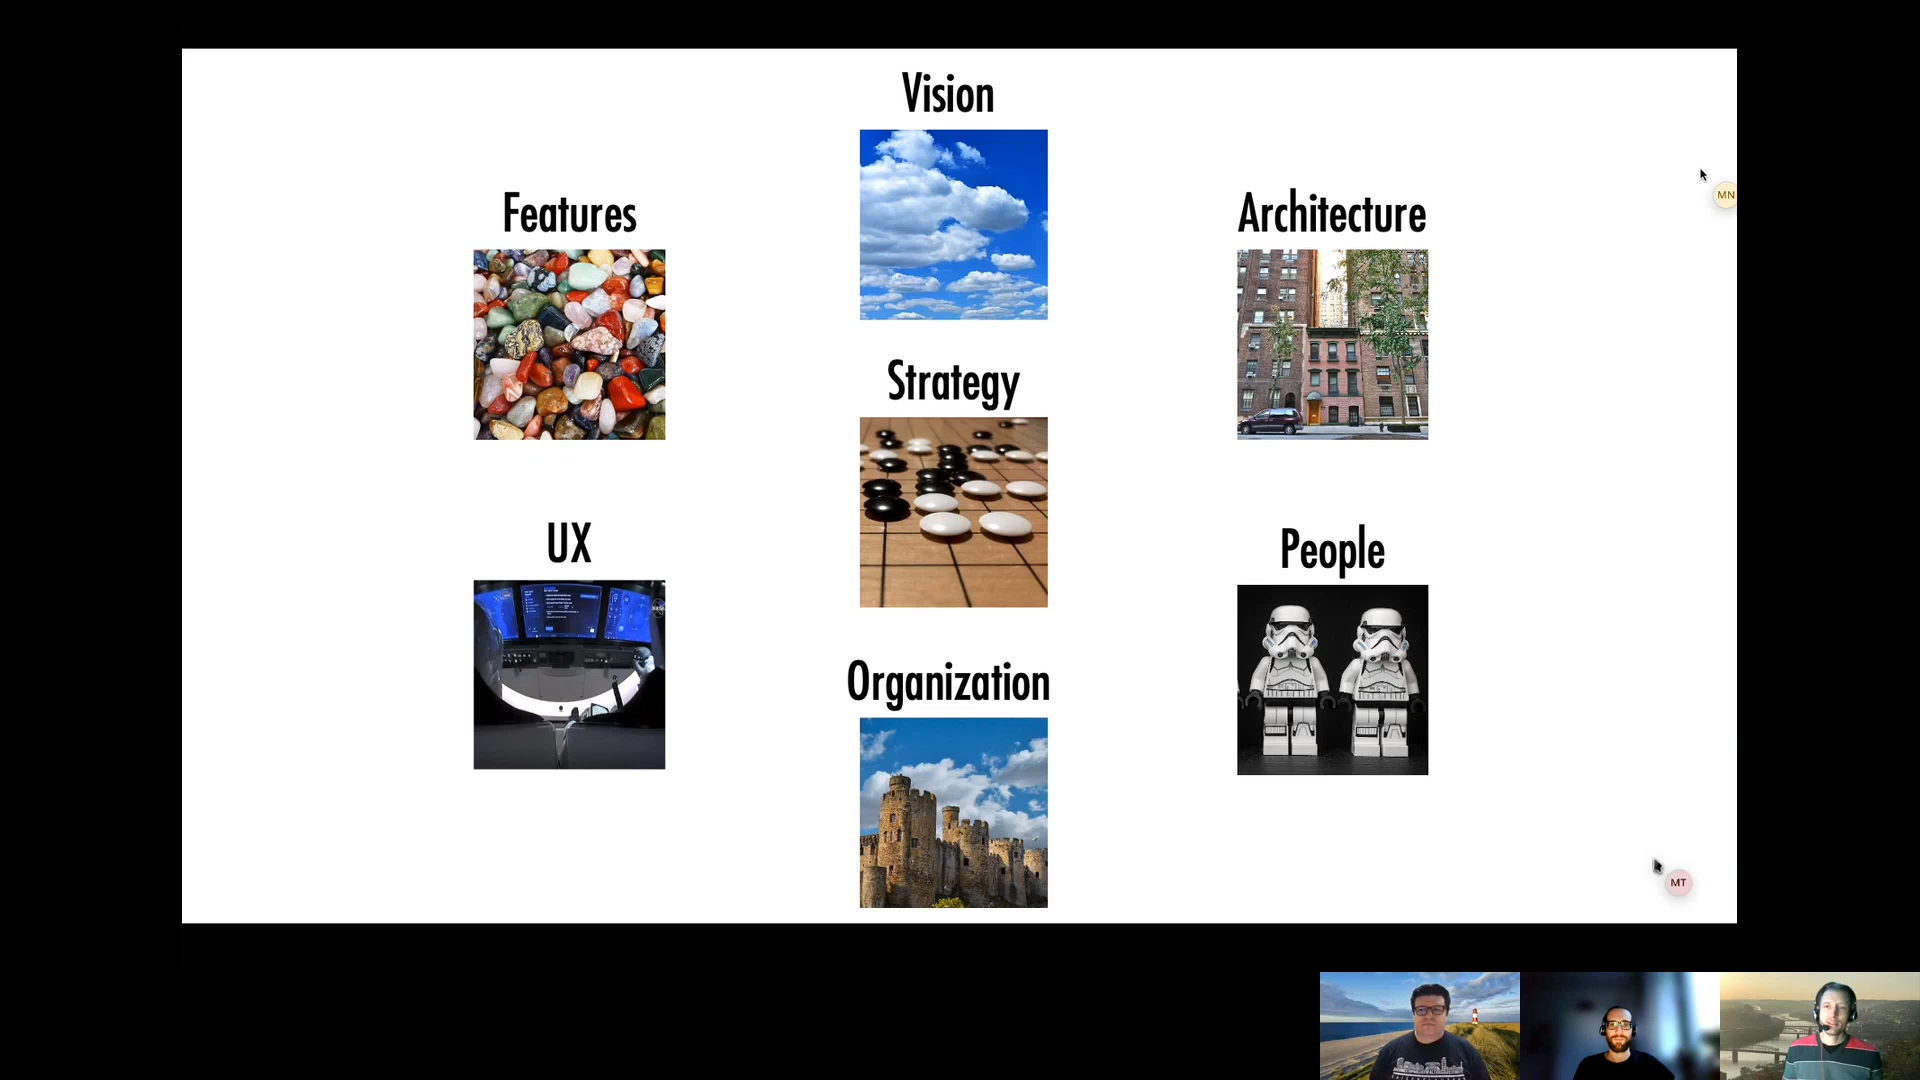 Vision
Features
Architecture
MN
Strategy
UX
People
Organization
MT